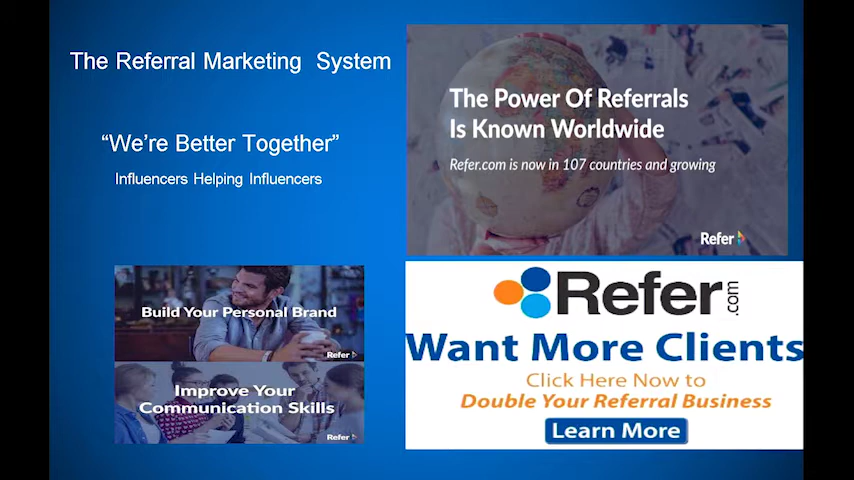 The Referral Marketing System
“We’re Better Together”
Influencers Helping Influencers
The Power Of Referrals
Is Known Worldwide
Refer.com is now in 107 countries and growing
Refer
Build Your Personal Brand
Refer
Improve Your
Communication Skills
Refer
Refer.com
Want More Clients
Click Here Now to
Double Your Referral Business
Learn More